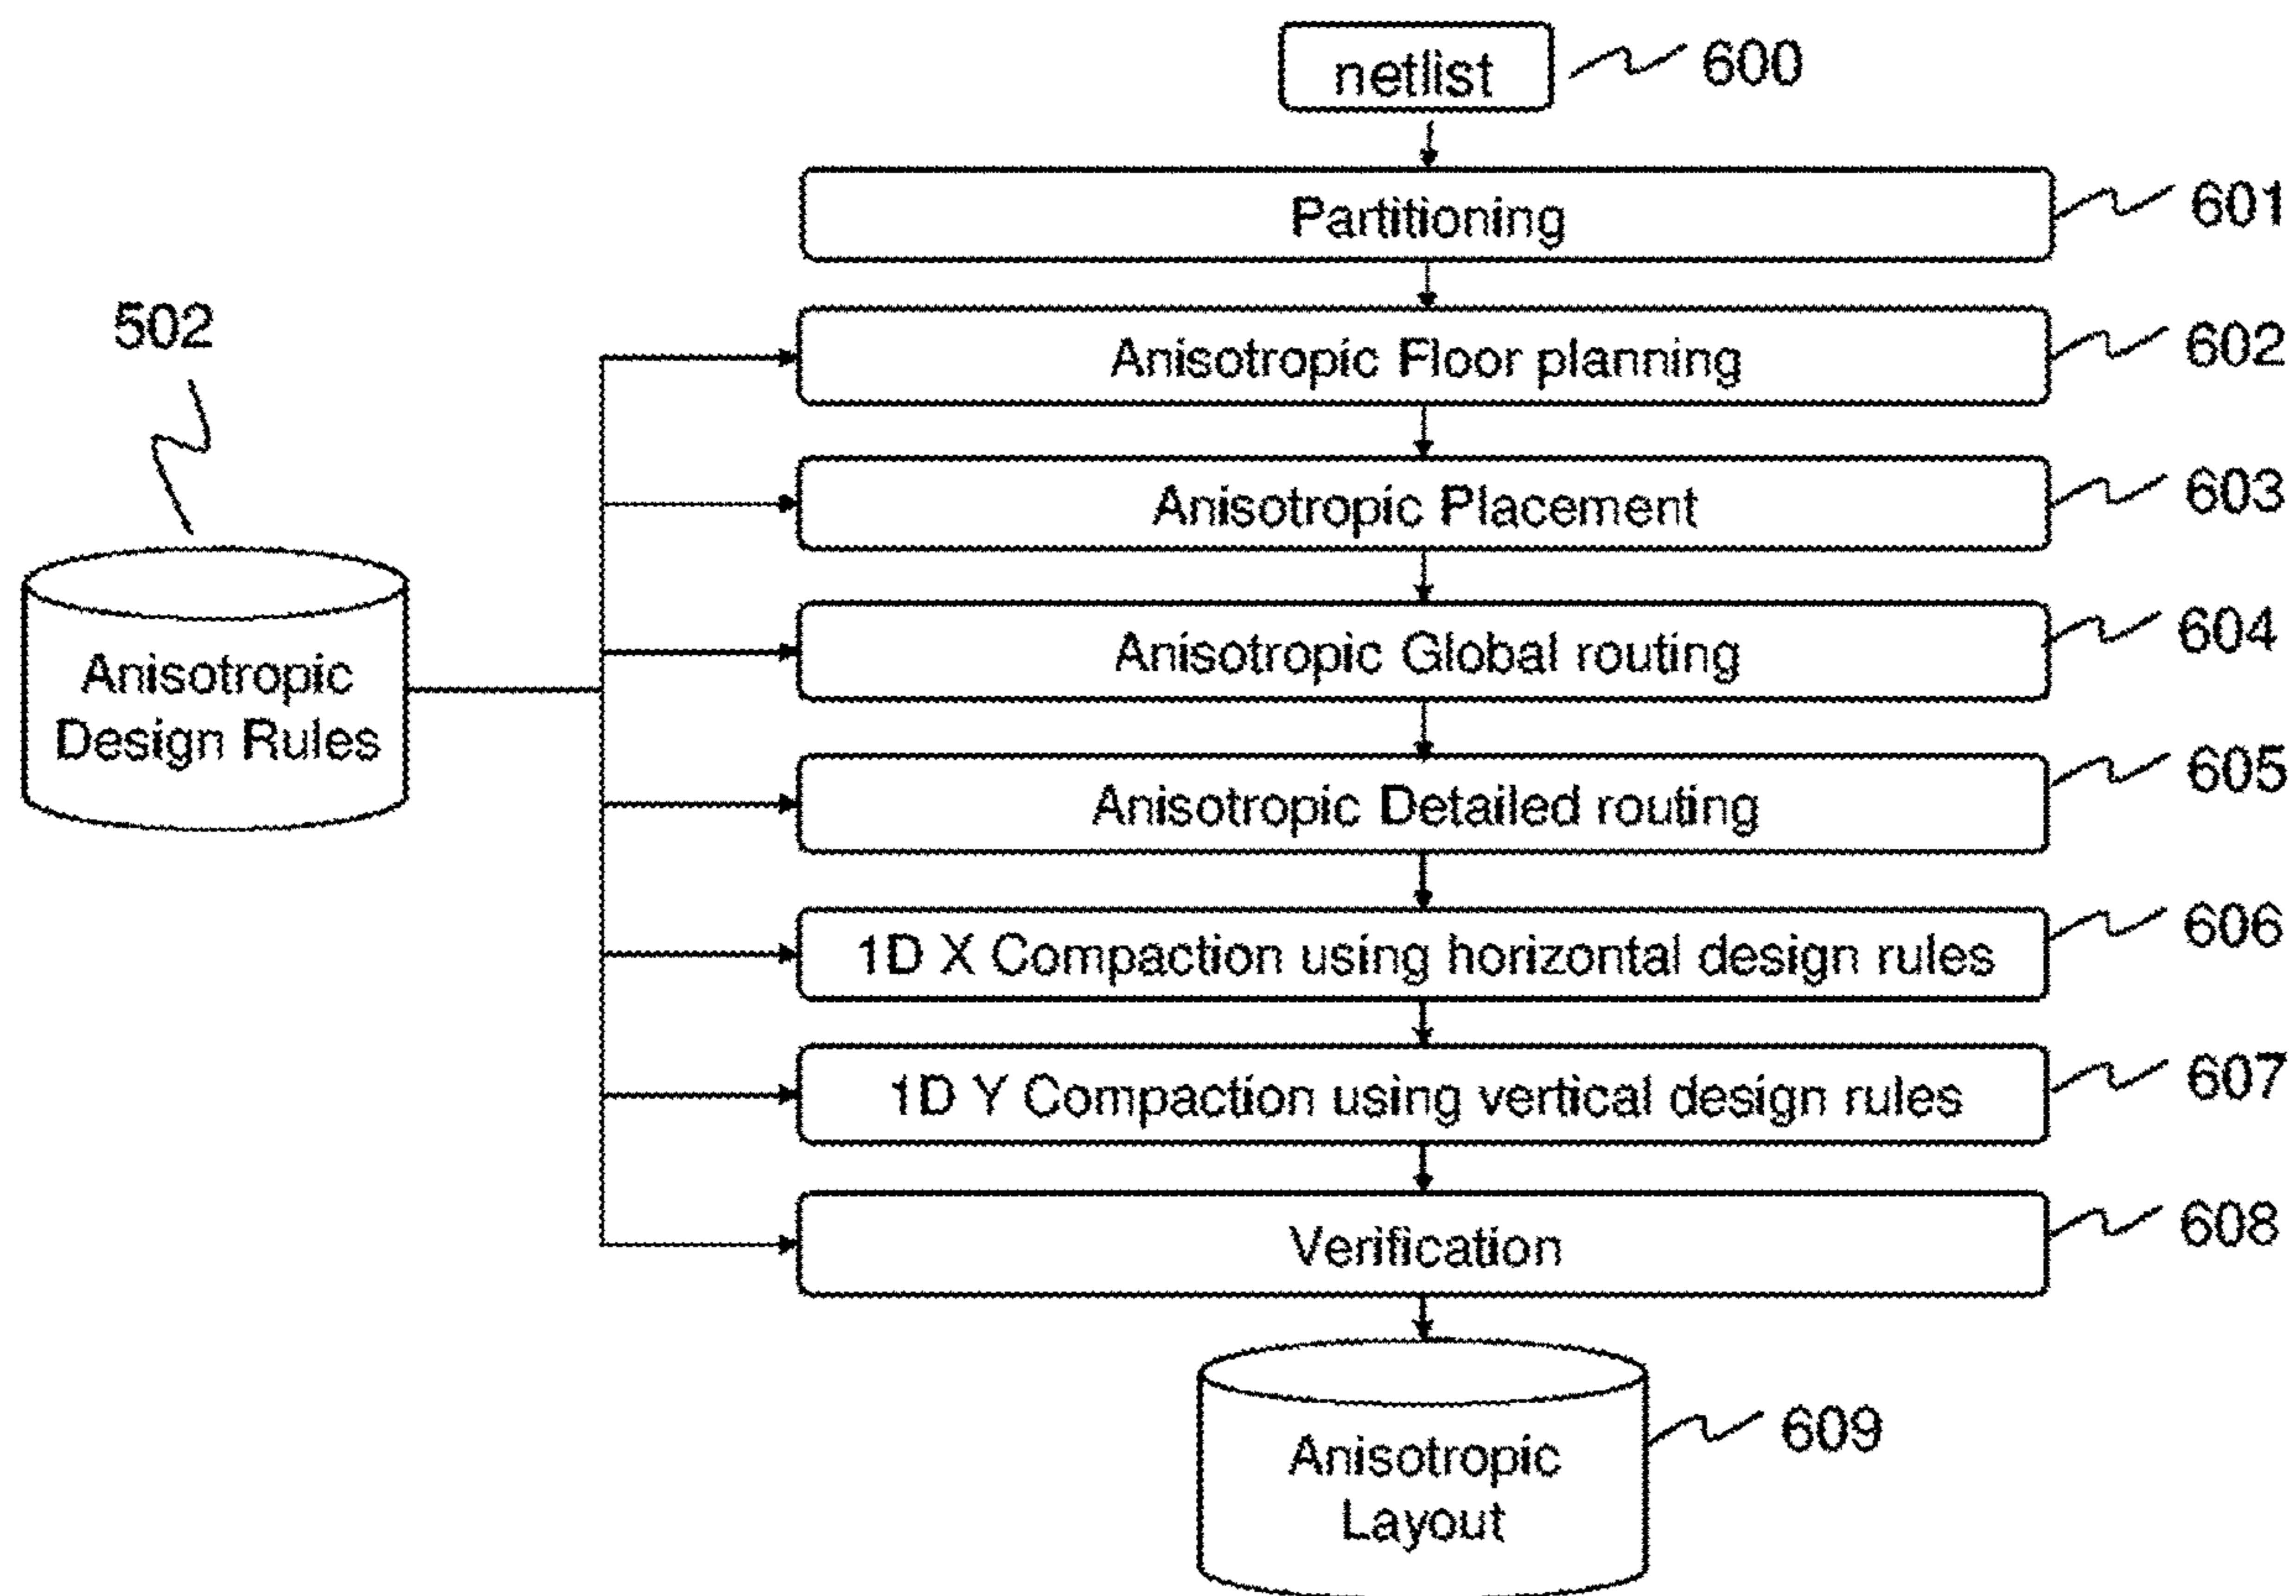 netlist
600
Partitioning
601
502
Anisotropic Floor planning
602
Anisotropic Placement
603
Anisotropic Global routing
604
Anisotropic
Design Rules
Anisotropic Detailed routing
605
1D X Compaction using horizontal design rules
606
1D Y Compaction using vertical design rules
607
Verification
608
Anisotropic
Layout
609